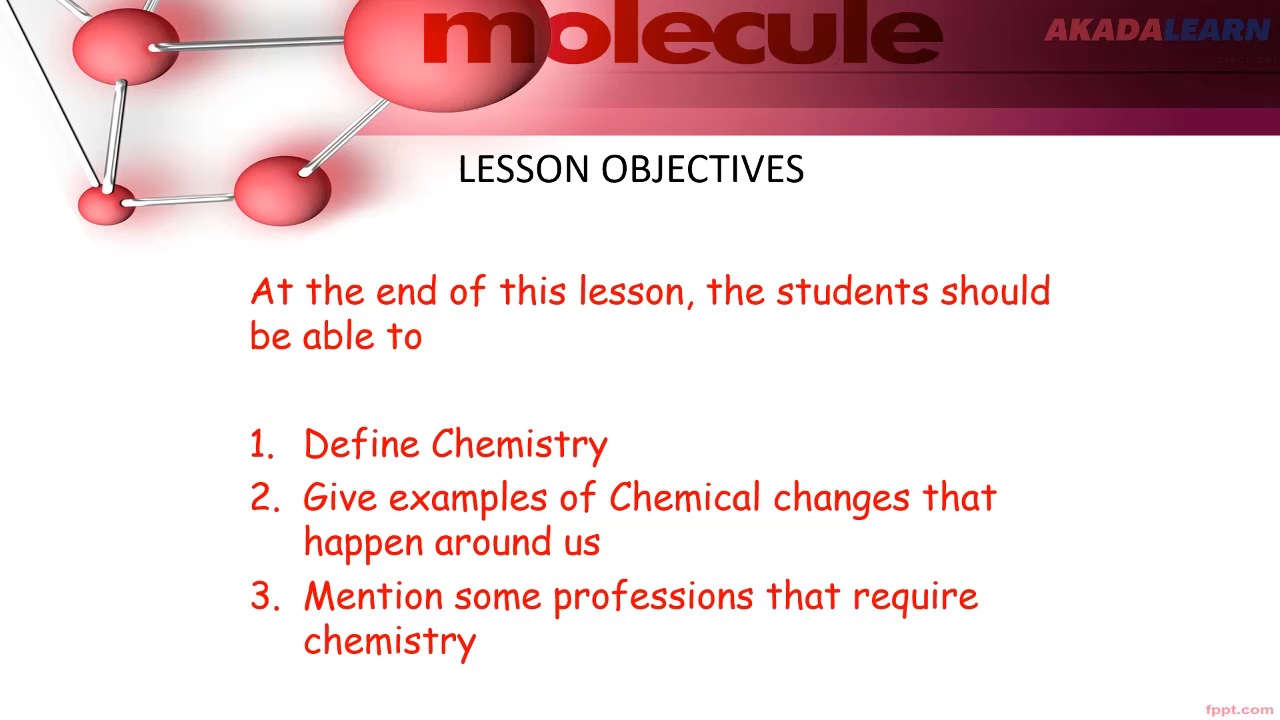 molecule
AKADALEARN
LESSON OBJECTIVES
At the end of this lesson, the students should
be able to
1. Define Chemistry
2. Give examples of Chemical changes that
happen around us
3. Mention some professions that require
chemistry
fppt.com